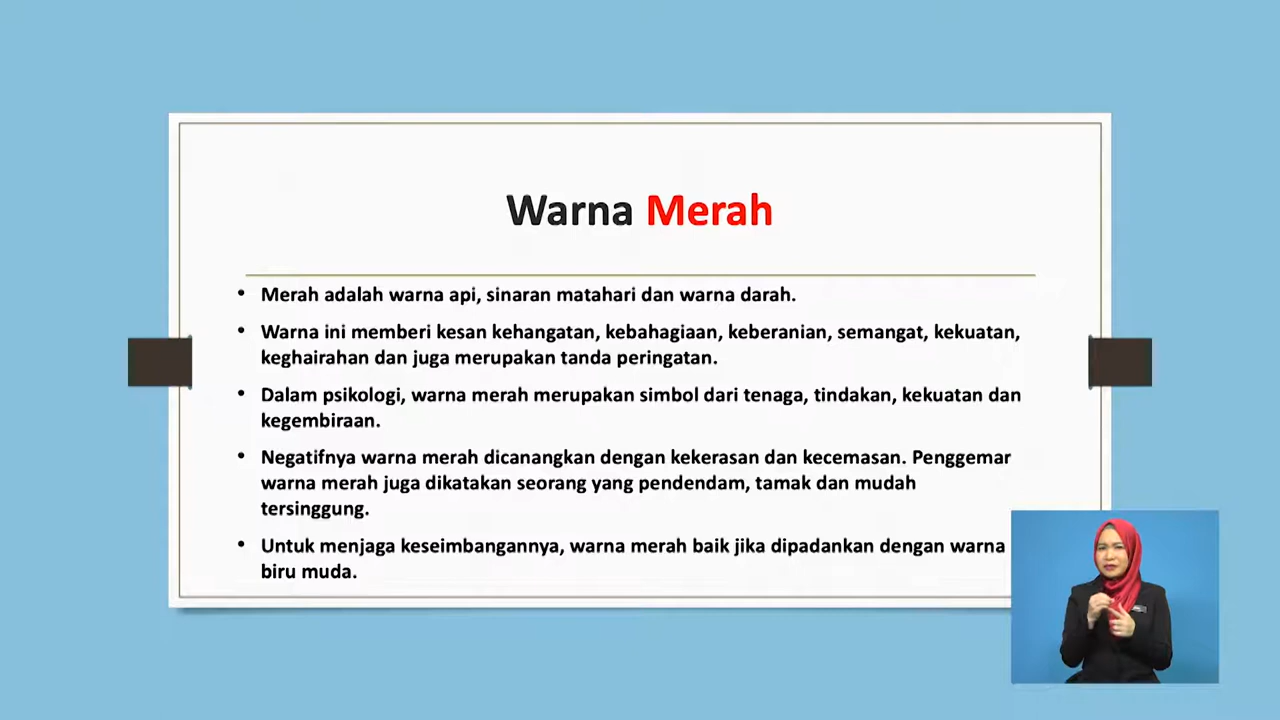 Warna Merah
• Merah adalah warna api, sinaran matahari dan warna darah.
• Warna ini memberi kesan kehangatan, kebahagiaan, keberanian, semangat, kekuatan,
keghairahan dan juga merupakan tanda peringatan.
• Dalam psikologi, warna merah merupakan simbol dari tenaga, tindakan, kekuatan dan
kegembiraan.
• Negatifnya warna merah dicanangkan dengan kekerasan dan kecemasan. Penggemar
warna merah juga dikatakan seorang yang pendendam, tamak dan mudah
tersinggung.
• Untuk menjaga keseimbangannya, warna merah baik jika dipadankan dengan warna
biru muda.